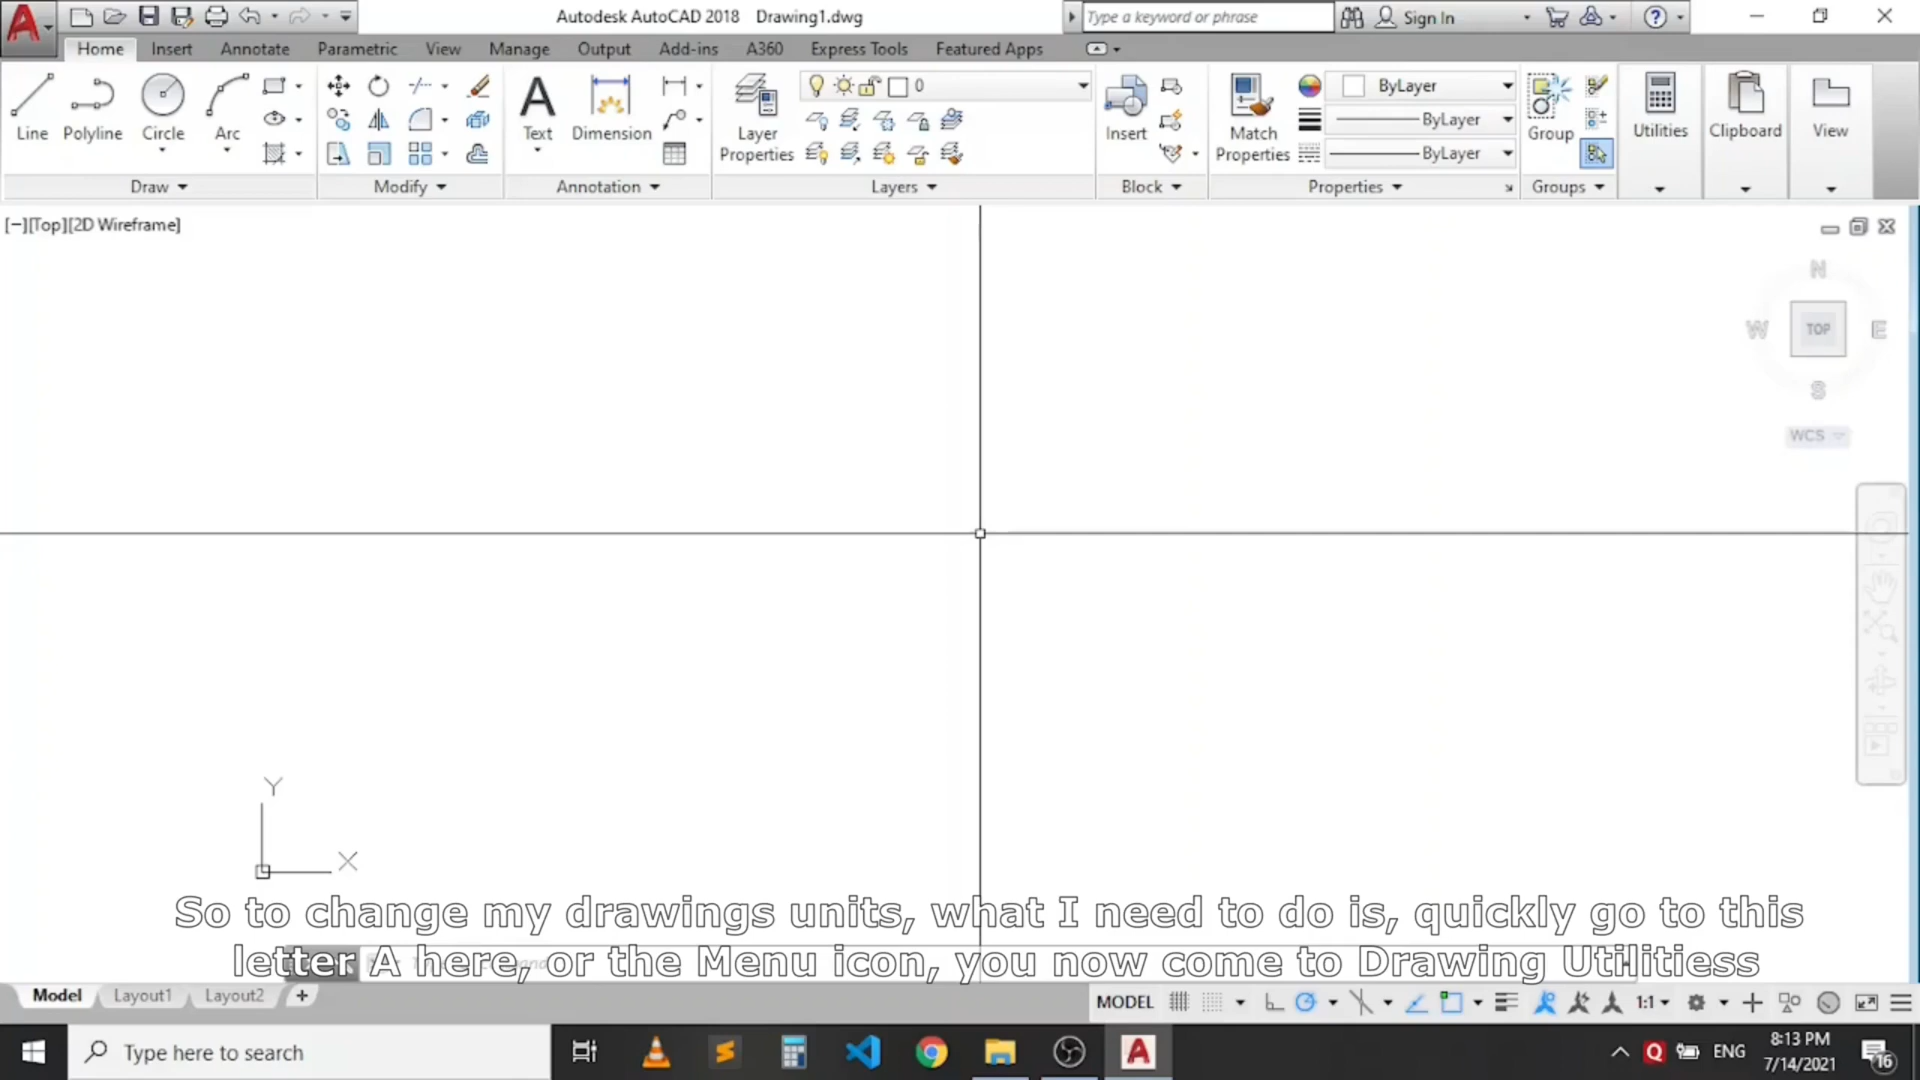 Autodesk AutoCAD 2018 Drawing1.dwg
Type a keyword or phrase
Sign In
Home Insert Annotate Parametric View Manage Output Add-ins A360 Express Tools Featured Apps
Line Polyline Circle Arc
Text Dimension
Layer Properties
0
Insert
Match Properties
ByLayer
ByLayer
ByLayer
Group
Utilities
Clipboard
View
Draw Modify Annotation Layers Block Properties Groups
[−][Top][2D Wireframe]
N
W TOP E
S
WCS
Y
X
So to change my drawings units, what I need to do is, quickly go to this
letter A here, or the Menu icon, you now come to Drawing Utilitiess
Model Layout1 Layout2 +
MODEL 1:1
Type here to search
ENG
8:13 PM
7/14/2021
16